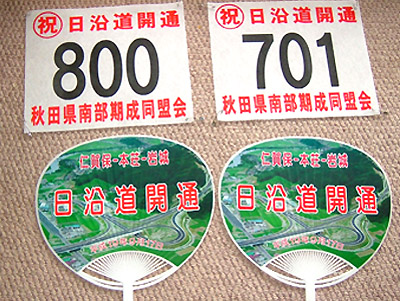 祝 日沿道開通
800
秋田県南部期成同盟会
祝 日沿道開通
701
秋田県南部期成同盟会
仁賀保-本荘-岩城
日沿道開通
仁賀保-本荘-岩城
日沿道開通